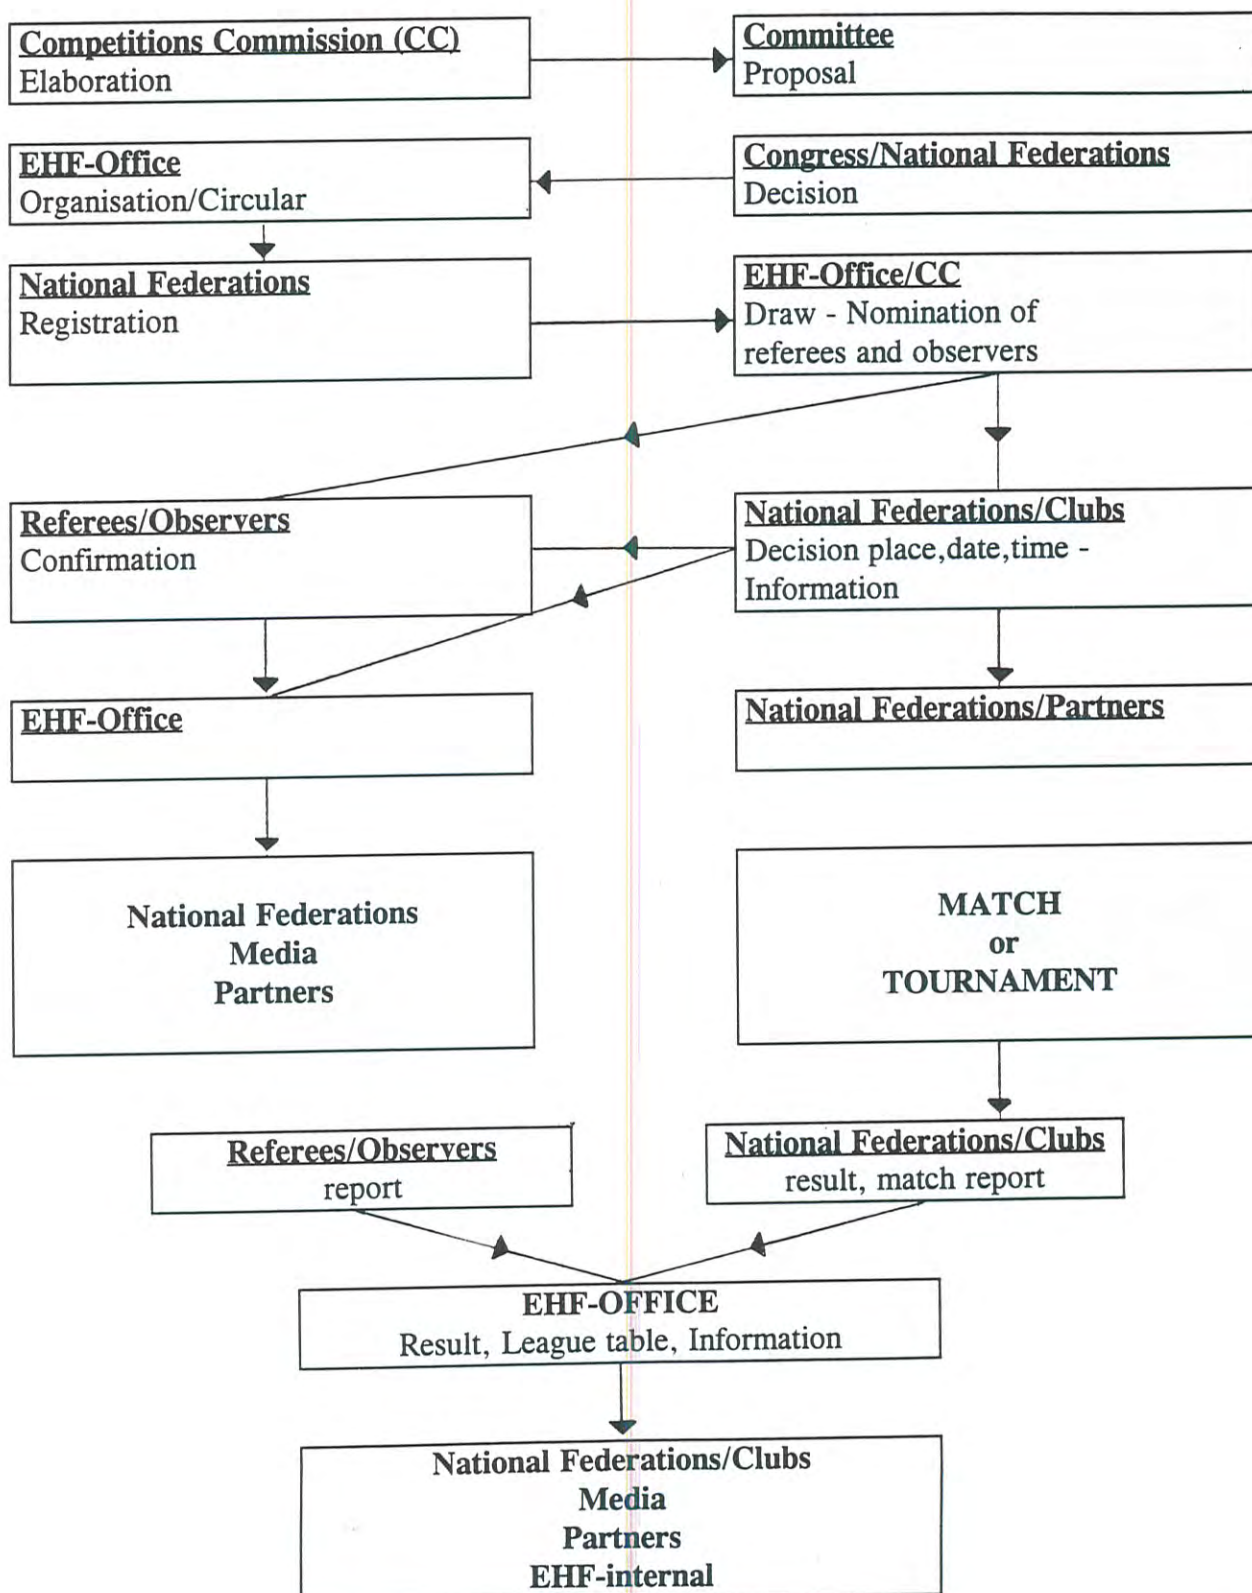 Competitions Commission (CC)
Elaboration
Committee
Proposal
EHF-Office
Organisation/Circular
Congress/National Federations
Decision
National Federations
Registration
EHF-Office/CC
Draw - Nomination of
referees and observers
Referees/Observers
Confirmation
National Federations/Clubs
Decision place,date,time -
Information
EHF-Office
National Federations/Partners
National Federations
Media
Partners
MATCH
or
TOURNAMENT
Referees/Observers
report
National Federations/Clubs
result, match report
EHF-OFFICE
Result, League table, Information
National Federations/Clubs
Media
Partners
EHF-internal